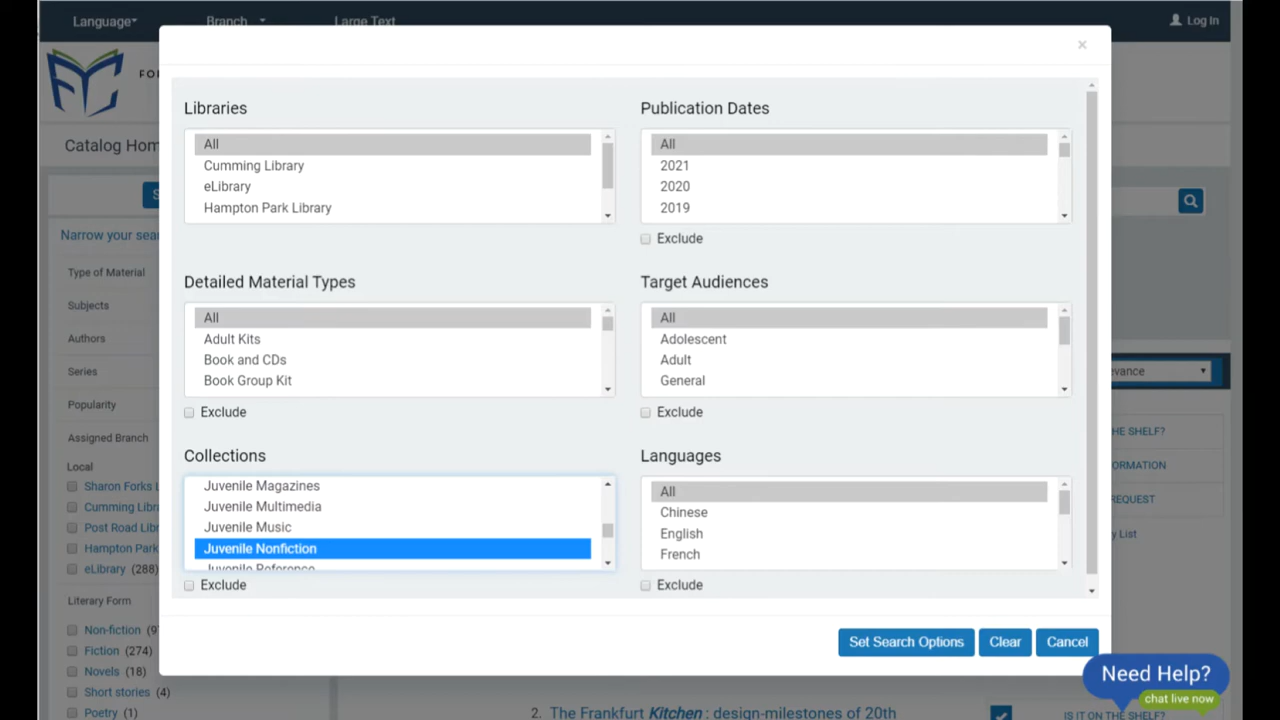 Language
Branch
Large Text
Log In
FO
Catalog Hom
S
Narrow your sea
Type of Material
Subjects
Authors
Series
Popularity
Assigned Branch
Local
Sharon Forks L
Cumming Libr
Post Road Libr
Hampton Park
eLibrary (288)
Literary Form
Non-fiction (9
Fiction (274)
Novels (18)
Short stories (4)
Poetry (1)
×
Libraries
All
Cumming Library
eLibrary
Hampton Park Library
Publication Dates
All
2021
2020
2019
Exclude
Detailed Material Types
All
Adult Kits
Book and CDs
Book Group Kit
Exclude
Target Audiences
All
Adolescent
Adult
General
Exclude
Collections
Juvenile Magazines
Juvenile Multimedia
Juvenile Music
Juvenile Nonfiction
Juvenile Reference
Exclude
Languages
All
Chinese
English
French
Exclude
Set Search Options
Clear
Cancel
vance
HE SHELF?
ORMATION
REQUEST
y List
Need Help?
chat live now
2. The Frankfurt Kitchen : design-milestones of 20th
IS IT ON THE SHELF?